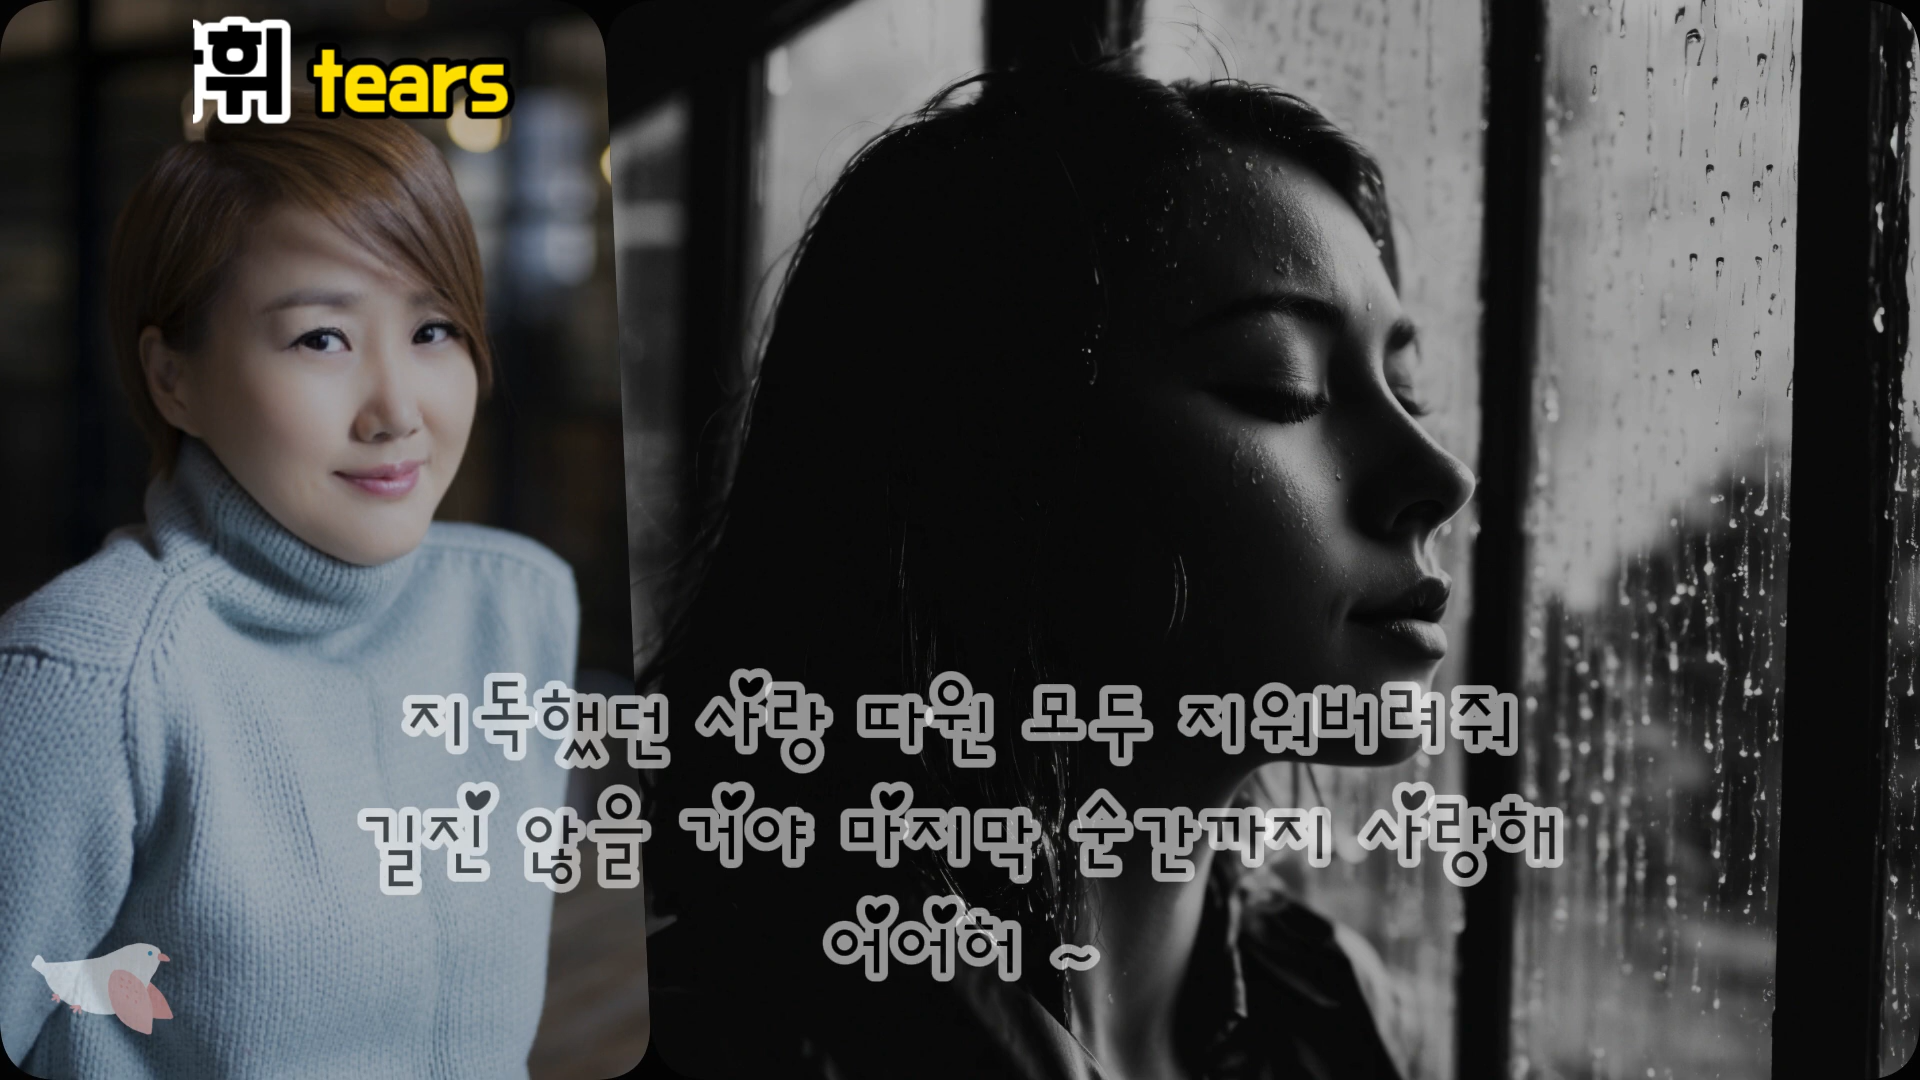 휘 tears
지독했던 사랑 따윈 모두 지워버려줘
길진 않을 거야 마지막 순간까지 사랑해
어어허 ~